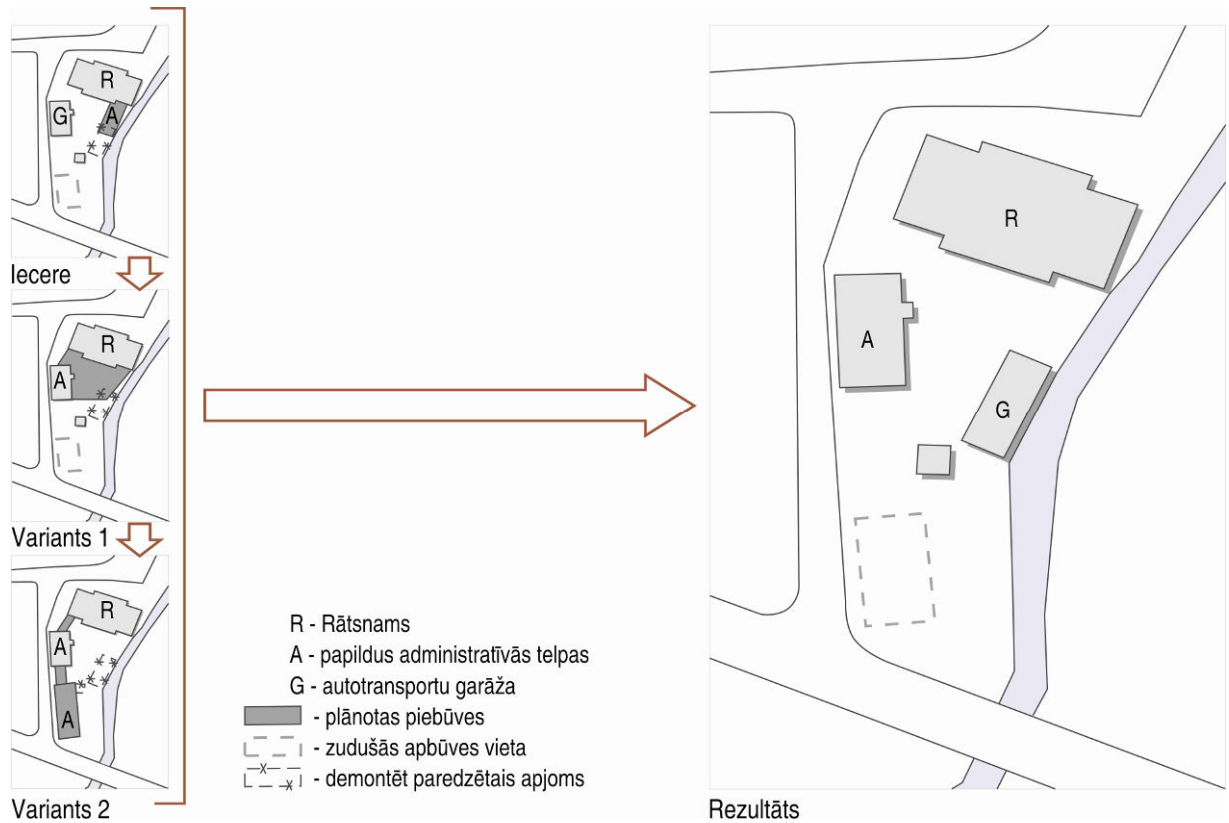 R
G
A
Iecere
R
A
Variants 1
R
A
A
Variants 2
R - Rātsnams
A - papildus administratīvās telpas
G - autotransportu garāža
- plānotas piebūves
- zudušās apbūves vieta
- demontēt paredzētais apjoms
R
A
G
Rezultāts